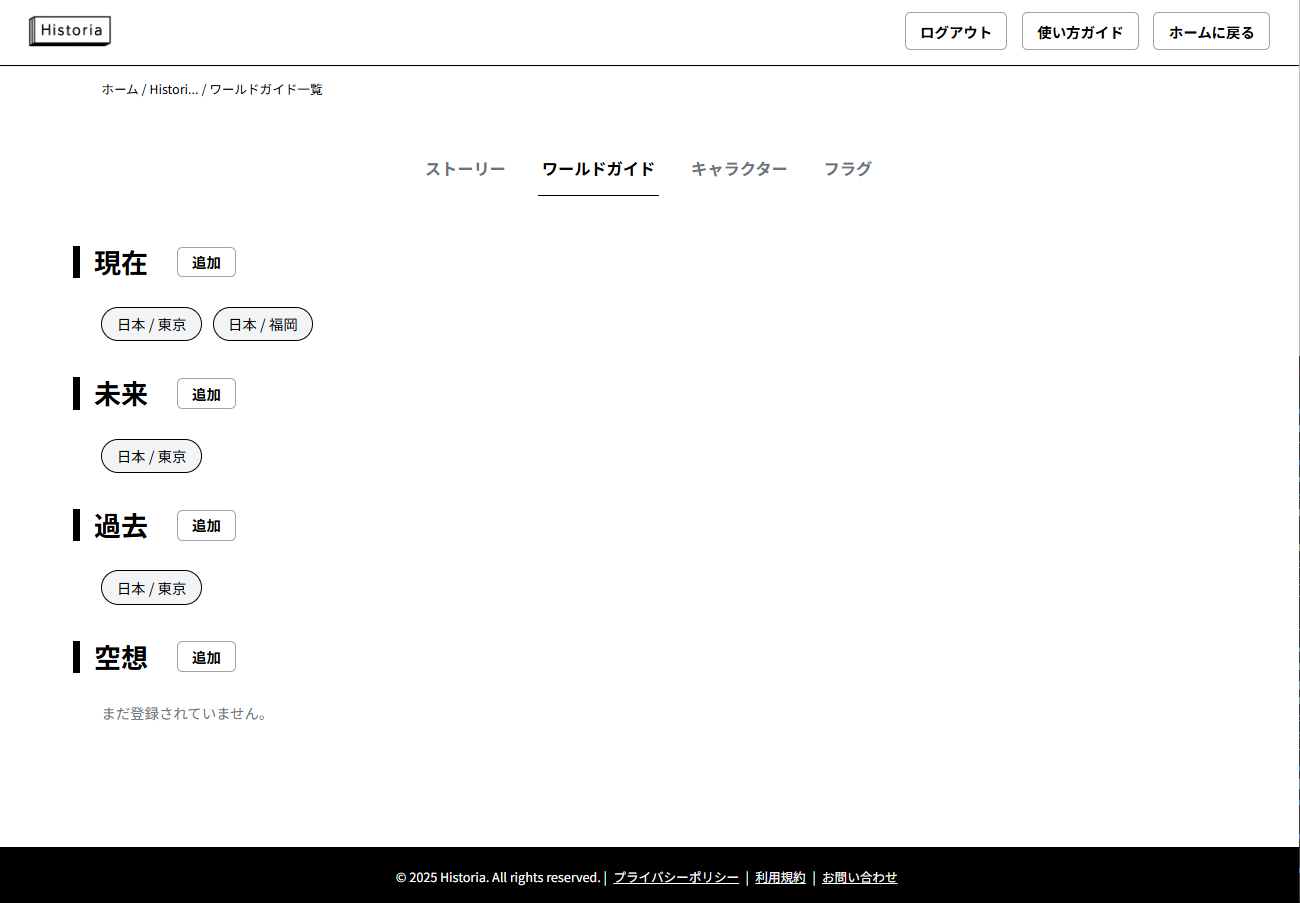 Historia
ログアウト 使い方ガイド ホームに戻る
ホーム / Histori... / ワールドガイド一覧
ストーリー ワールドガイド キャラクター フラグ
現在 追加
日本 / 東京 日本 / 福岡
未来 追加
日本 / 東京
過去 追加
日本 / 東京
空想 追加
まだ登録されていません。
© 2025 Historia. All rights reserved. | プライバシーポリシー | 利用規約 | お問い合わせ